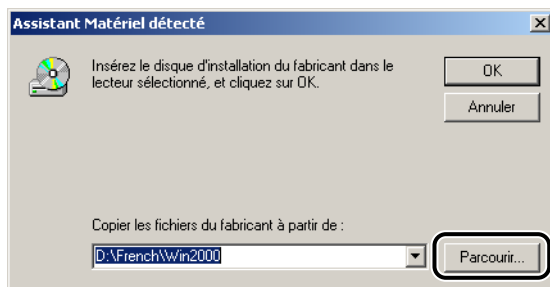 Assistant Matériel détecté
Insérez le disque d'installation du fabricant dans le
lecteur sélectionné, et cliquez sur OK.
OK
Annuler
Copier les fichiers du fabricant à partir de :
D:\French\Win2000
Parcourir...